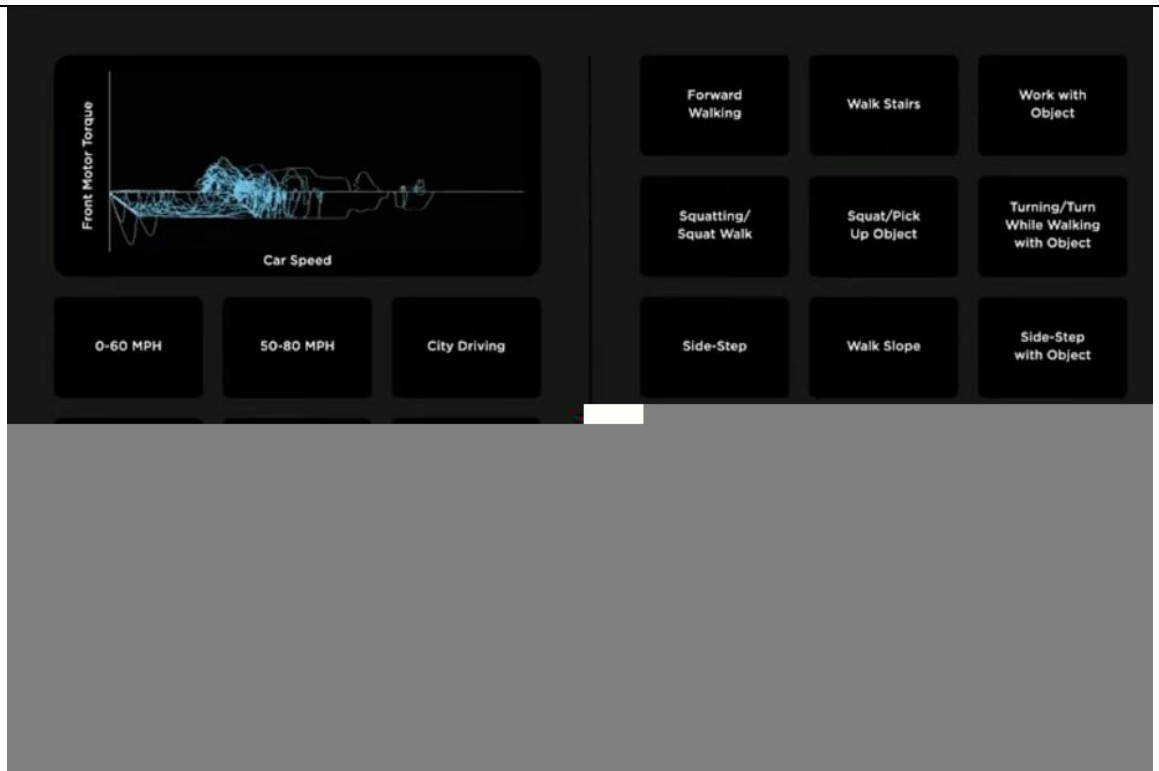 Front Motor Torque
Car Speed
0-60 MPH
50-80 MPH
City Driving
Forward
Walking
Walk Stairs
Work with
Object
Squatting/
Squat Walk
Squat/Pick
Up Object
Turning/Turn
While Walking
with Object
Side-Step
Walk Slope
Side-Step
with Object